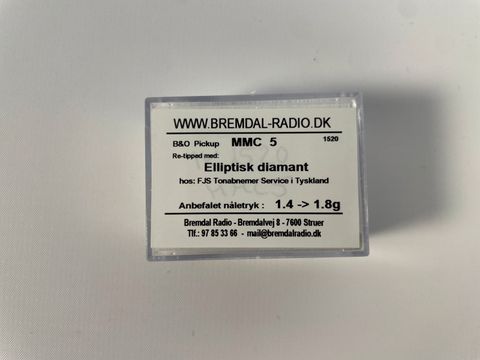 WWW.BREMDAL-RADIO.DK
B&O Pickup MMC 5 1520
Re-tipped med:
Elliptisk diamant
hos: FJS Tonabnemer Service i Tyskland
Anbefalet nåletryk : 1.4 -> 1.8g
Bremdal Radio - Bremdalvej 8 - 7600 Struer
Tlf.: 97 85 33 66 - mail@bremdalradio.dk